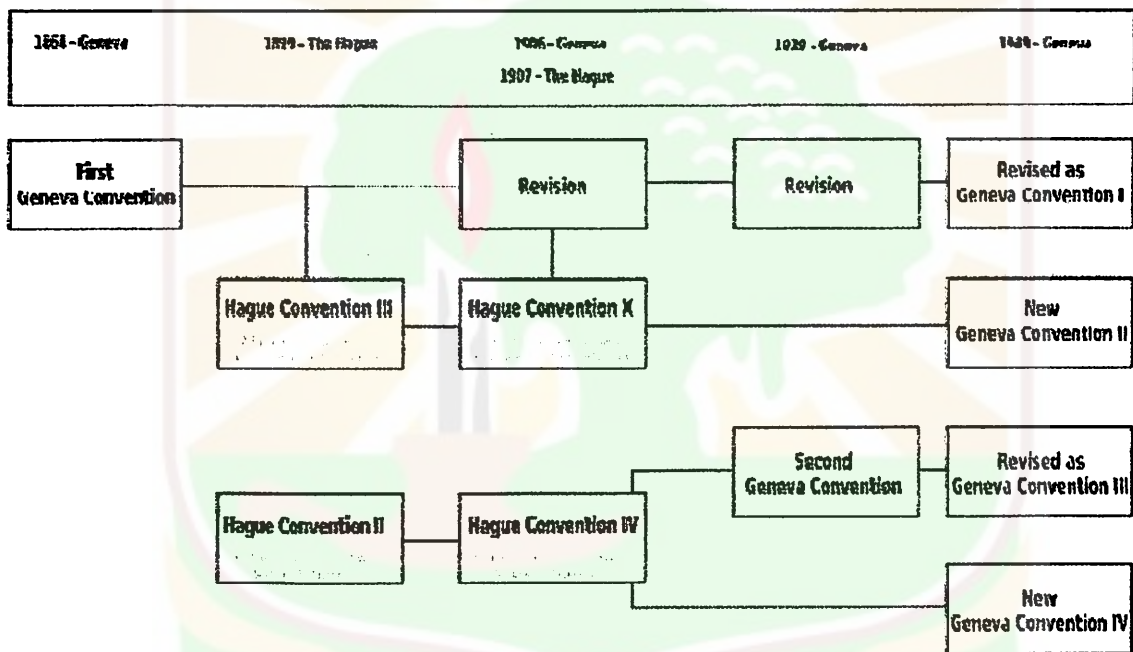 1864 - Geneva
1899 - The Hague
1906 - Geneva
1907 - The Hague
1929 - Geneva
1949 - Geneva
First
Geneva Convention
Revision
Revision
Revised as
Geneva Convention I
Hague Convention III
Hague Convention X
New
Geneva Convention II
Second
Geneva Convention
Revised as
Geneva Convention III
Hague Convention II
Hague Convention IV
New
Geneva Convention IV